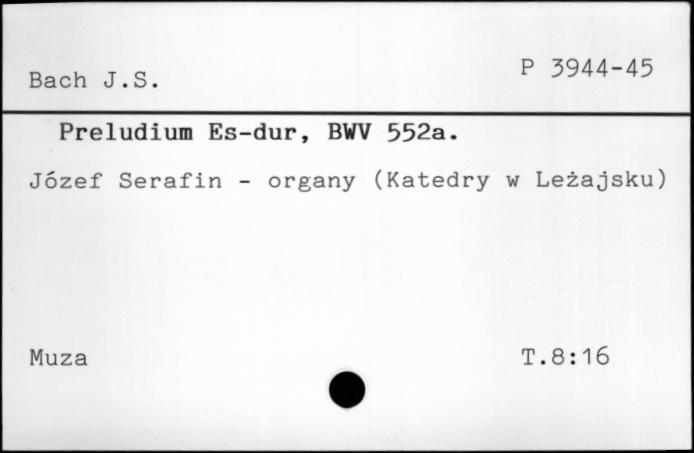 Bach J.S.
P 3944-45
Preludium Es-dur, BWV 552a.
Józef Serafin - organy (Katedry w Leżajsku)
Muza
T.8:16